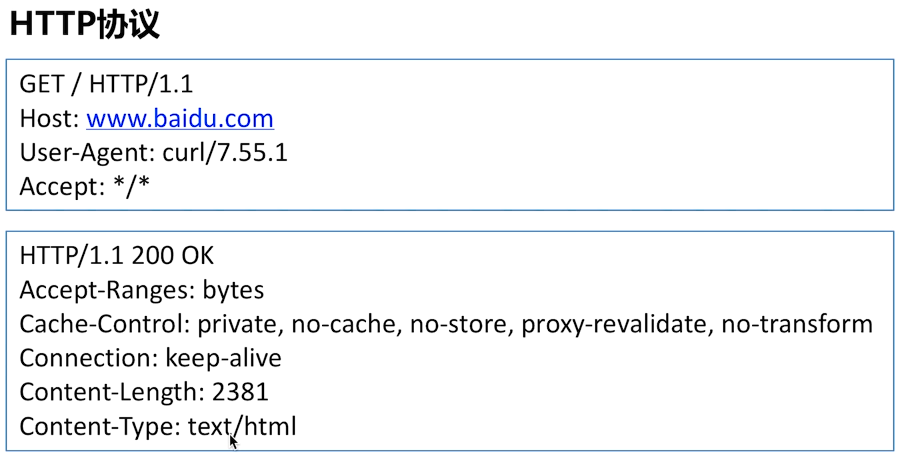 HTTP协议
GET / HTTP/1.1
Host: www.baidu.com
User-Agent: curl/7.55.1
Accept: */*
HTTP/1.1 200 OK
Accept-Ranges: bytes
Cache-Control: private, no-cache, no-store, proxy-revalidate, no-transform
Connection: keep-alive
Content-Length: 2381
Content-Type: text/html